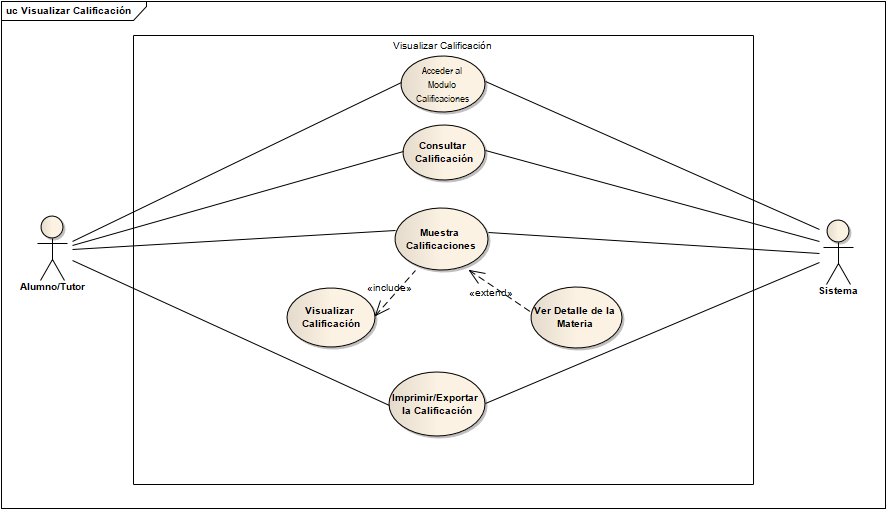 uc Visualizar Calificación
Visualizar Calificación
Acceder al
Modulo
Calificaciones
Consultar
Calificación
Muestra
Calificaciones
Alumno/Tutor
Sistema
«include»
«extend»
Visualizar
Calificación
Ver Detalle de la
Materia
Imprimir/Exportar
la Calificación